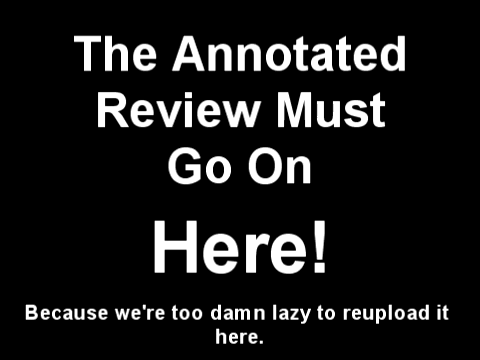 The Annotated
Review Must
Go On
Here!
Because we're too damn lazy to reupload it
here.